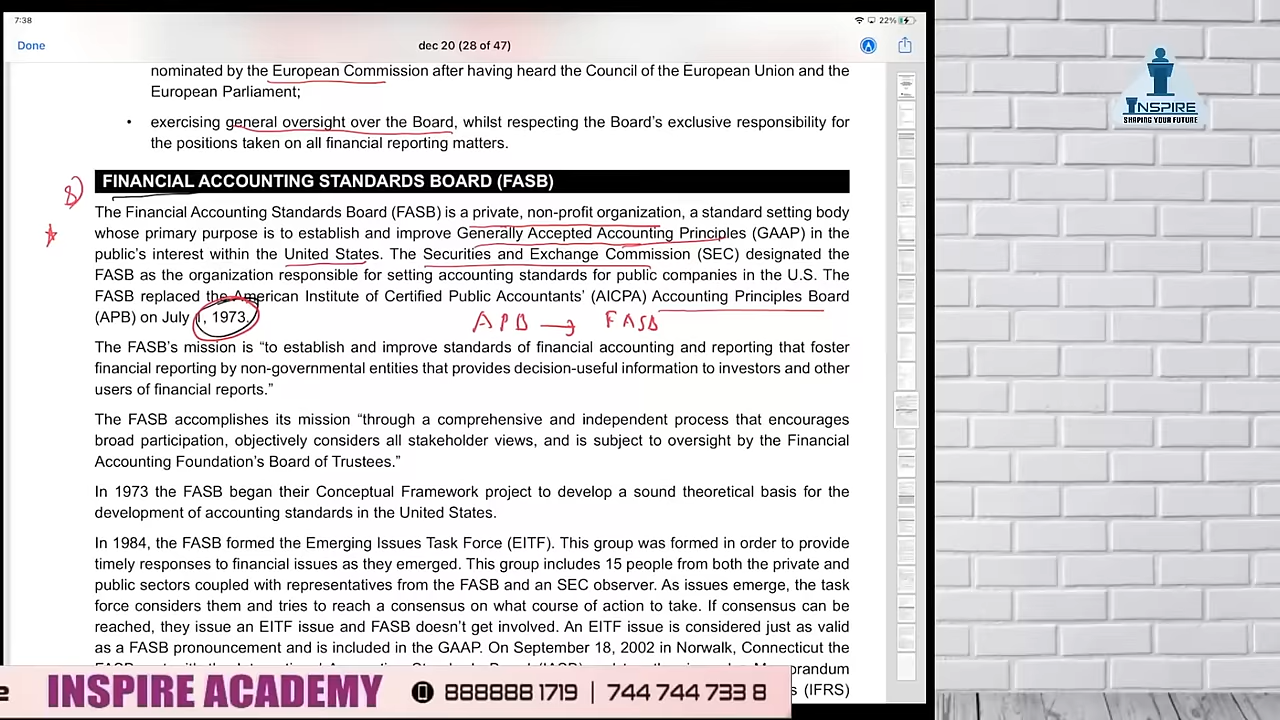 7:38
22%
Done
dec 20 (28 of 47)
nominated by the European Commission after having heard the Council of the European Union and the
European Parliament;
• exercising general oversight over the Board, whilst respecting the Board's exclusive responsibility for
the positions taken on all financial reporting matters.
8)
FINANCIAL ACCOUNTING STANDARDS BOARD (FASB)
The Financial Accounting Standards Board (FASB) is private, non-profit organization, a standard setting body
whose primary purpose is to establish and improve Generally Accepted Accounting Principles (GAAP) in the
public's interest within the United States. The Securities and Exchange Commission (SEC) designated the
FASB as the organization responsible for setting accounting standards for public companies in the U.S. The
FASB replaced the American Institute of Certified Public Accountants' (AICPA) Accounting Principles Board
(APB) on July 1, 1973.
APB → FASB
The FASB's mission is “to establish and improve standards of financial accounting and reporting that foster
financial reporting by non-governmental entities that provides decision-useful information to investors and other
users of financial reports.”
The FASB accomplishes its mission “through a comprehensive and independent process that encourages
broad participation, objectively considers all stakeholder views, and is subject to oversight by the Financial
Accounting Foundation's Board of Trustees.”
In 1973 the FASB began their Conceptual Framework project to develop a sound theoretical basis for the
development of accounting standards in the United States.
In 1984, the FASB formed the Emerging Issues Task Force (EITF). This group was formed in order to provide
timely responses to financial issues as they emerged. This group includes 15 people from both the private and
public sectors coupled with representatives from the FASB and an SEC observer. As issues emerge, the task
force considers them and tries to reach a consensus on what course of action to take. If consensus can be
reached, they issue an EITF issue and FASB doesn't get involved. An EITF issue is considered just as valid
as a FASB pronouncement and is included in the GAAP. On September 18, 2002 in Norwalk, Connecticut the
(IFRS)
INSPIRE ACADEMY 888888 1719 | 744 744 733 8
INSPIRE
SHAPING YOUR FUTURE